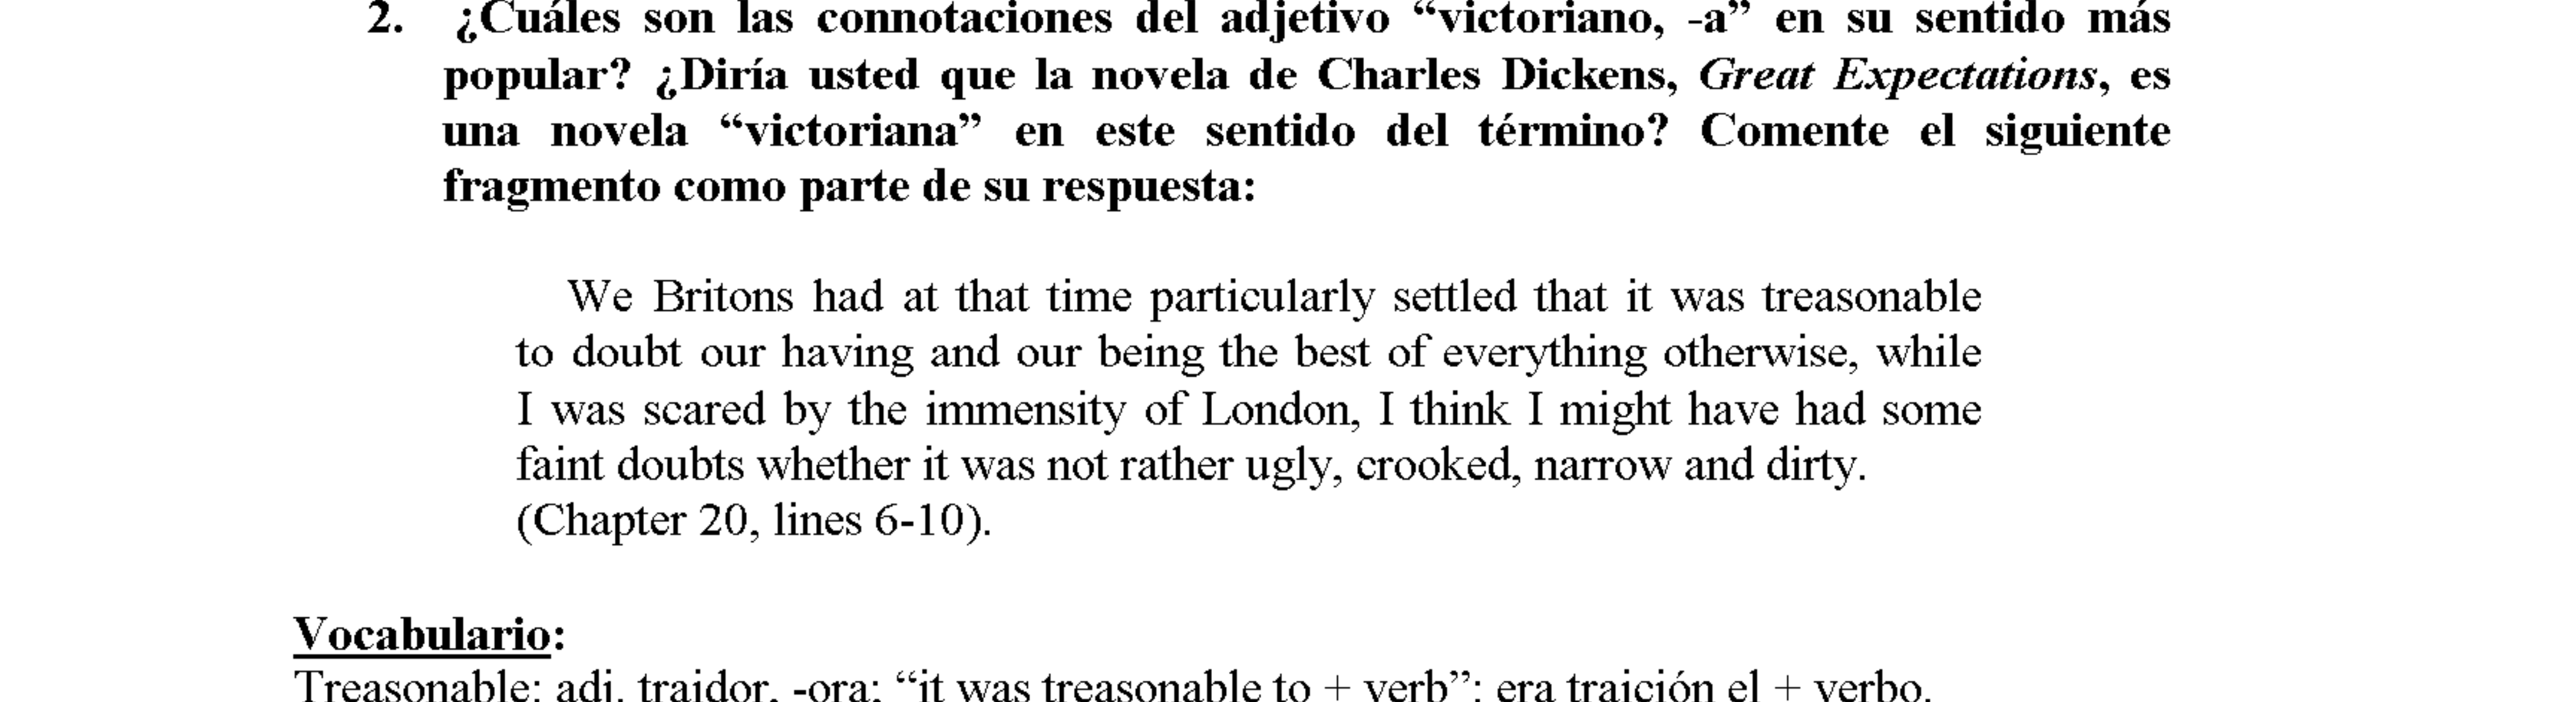 2. ¿Cuáles son las connotaciones del adjetivo “victoriano, -a” en su sentido más
popular? ¿Diría usted que la novela de Charles Dickens, Great Expectations, es
una novela “victoriana” en este sentido del término? Comente el siguiente
fragmento como parte de su respuesta:
We Britons had at that time particularly settled that it was treasonable
to doubt our having and our being the best of everything otherwise, while
I was scared by the immensity of London, I think I might have had some
faint doubts whether it was not rather ugly, crooked, narrow and dirty.
(Chapter 20, lines 6-10).
Vocabulario:
Treasonable: adj. traidor, -ora; “it was treasonable to + verb”: era traición el + verbo.